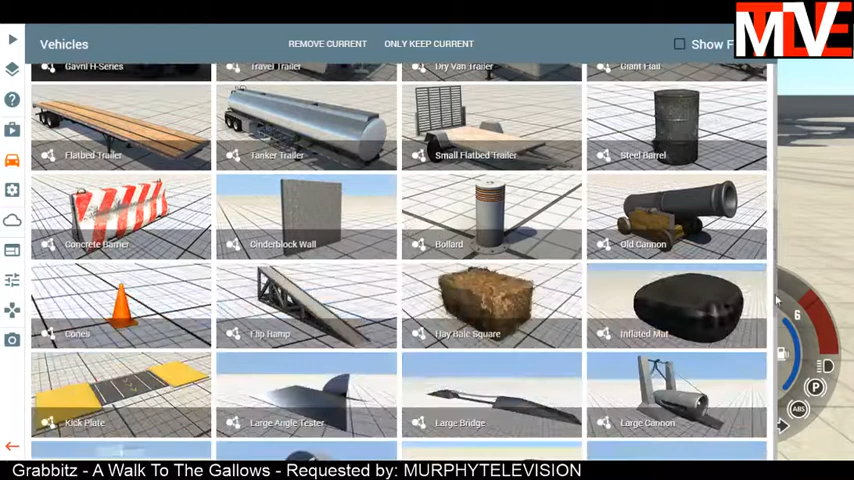 Vehicles REMOVE CURRENT ONLY KEEP CURRENT Show F
MTLVE
Gavril H-Series Travel Trailer Dry Van Trailer Giant Flail
Flatbed Trailer Tanker Trailer Small Flatbed Trailer Steel Barrel
Concrete Barrier Cinderblock Wall Bollard Old Cannon
Cones Flip Ramp Hay Bale Square Inflated Mat
6
P
ABS
Kick Plate Large Angle Tester Large Bridge Large Cannon
Grabbitz - A Walk To The Gallows - Requested by: MURPHYTELEVISION